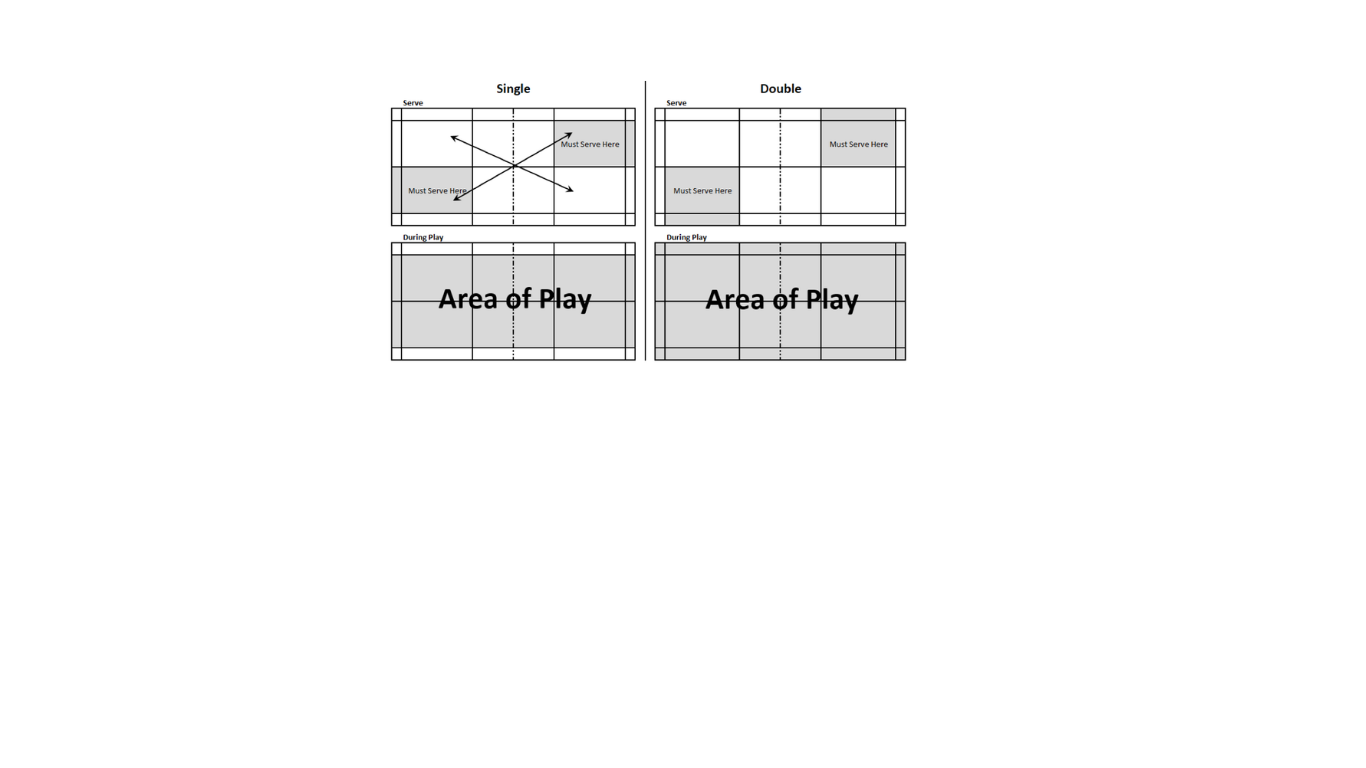 Single
Serve
Must Serve Here
Must Serve Here
During Play
Area of Play
Double
Serve
Must Serve Here
Must Serve Here
During Play
Area of Play